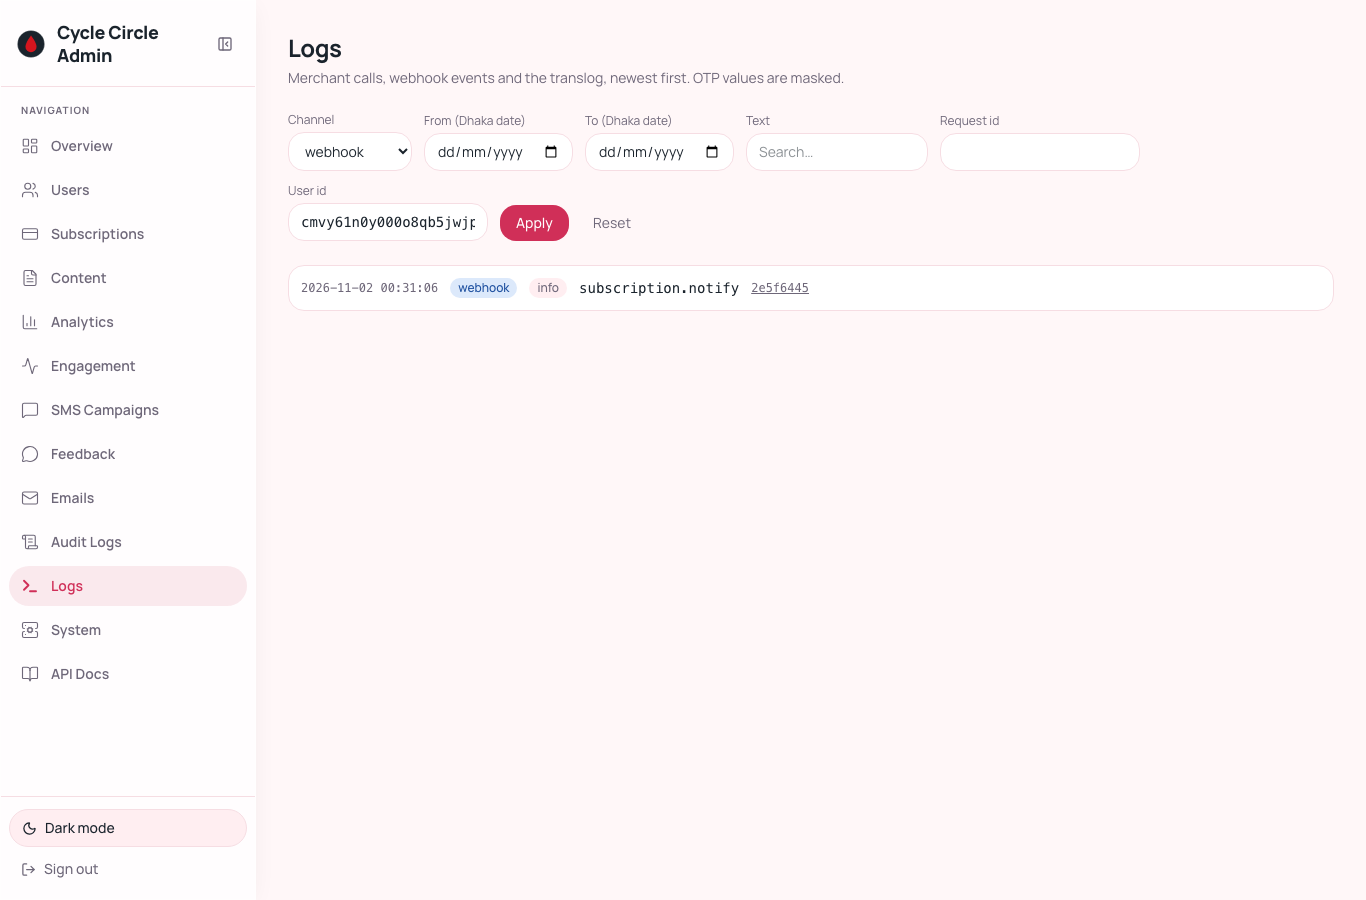 Cycle Circle
Admin
NAVIGATION
Overview
Users
Subscriptions
Content
Analytics
Engagement
SMS Campaigns
Feedback
Emails
Audit Logs
Logs
System
API Docs
Dark mode
Sign out
Logs
Merchant calls, webhook events and the translog, newest first. OTP values are masked.
Channel From (Dhaka date) To (Dhaka date) Text Request id
webhook dd/mm/yyyy dd/mm/yyyy Search...
User id
cmvy61n0y000o8qb5jwjp Apply Reset
2026-11-02 00:31:06 webhook info subscription.notify 2e5f6445